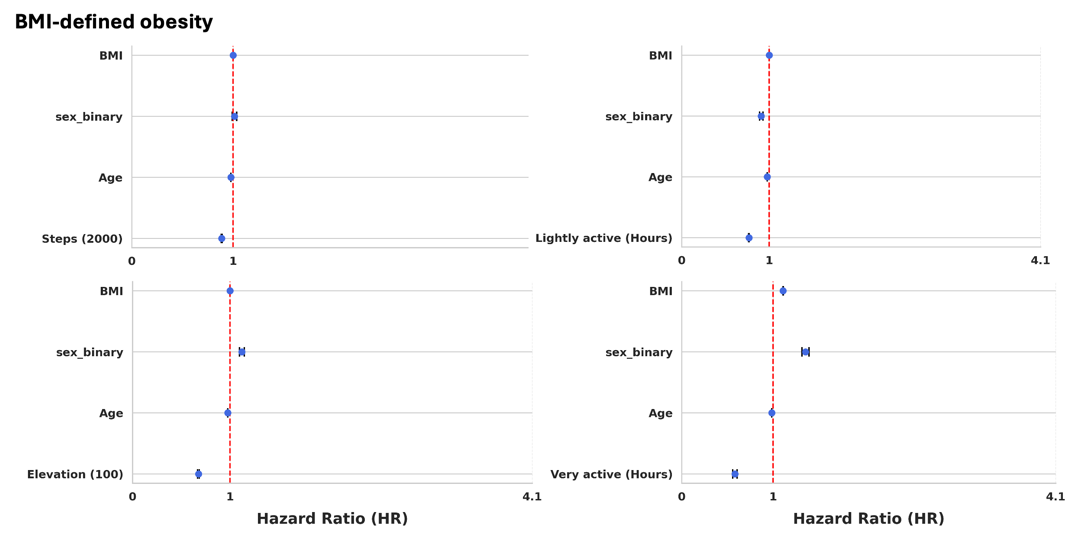 BMI-defined obesity
BMI
sex_binary
Age
Steps (2000)
0 1
BMI
sex_binary
Age
Lightly active (Hours)
0 1 4.1
BMI
sex_binary
Age
Elevation (100)
0 1 4.1
Hazard Ratio (HR)
BMI
sex_binary
Age
Very active (Hours)
0 1 4.1
Hazard Ratio (HR)